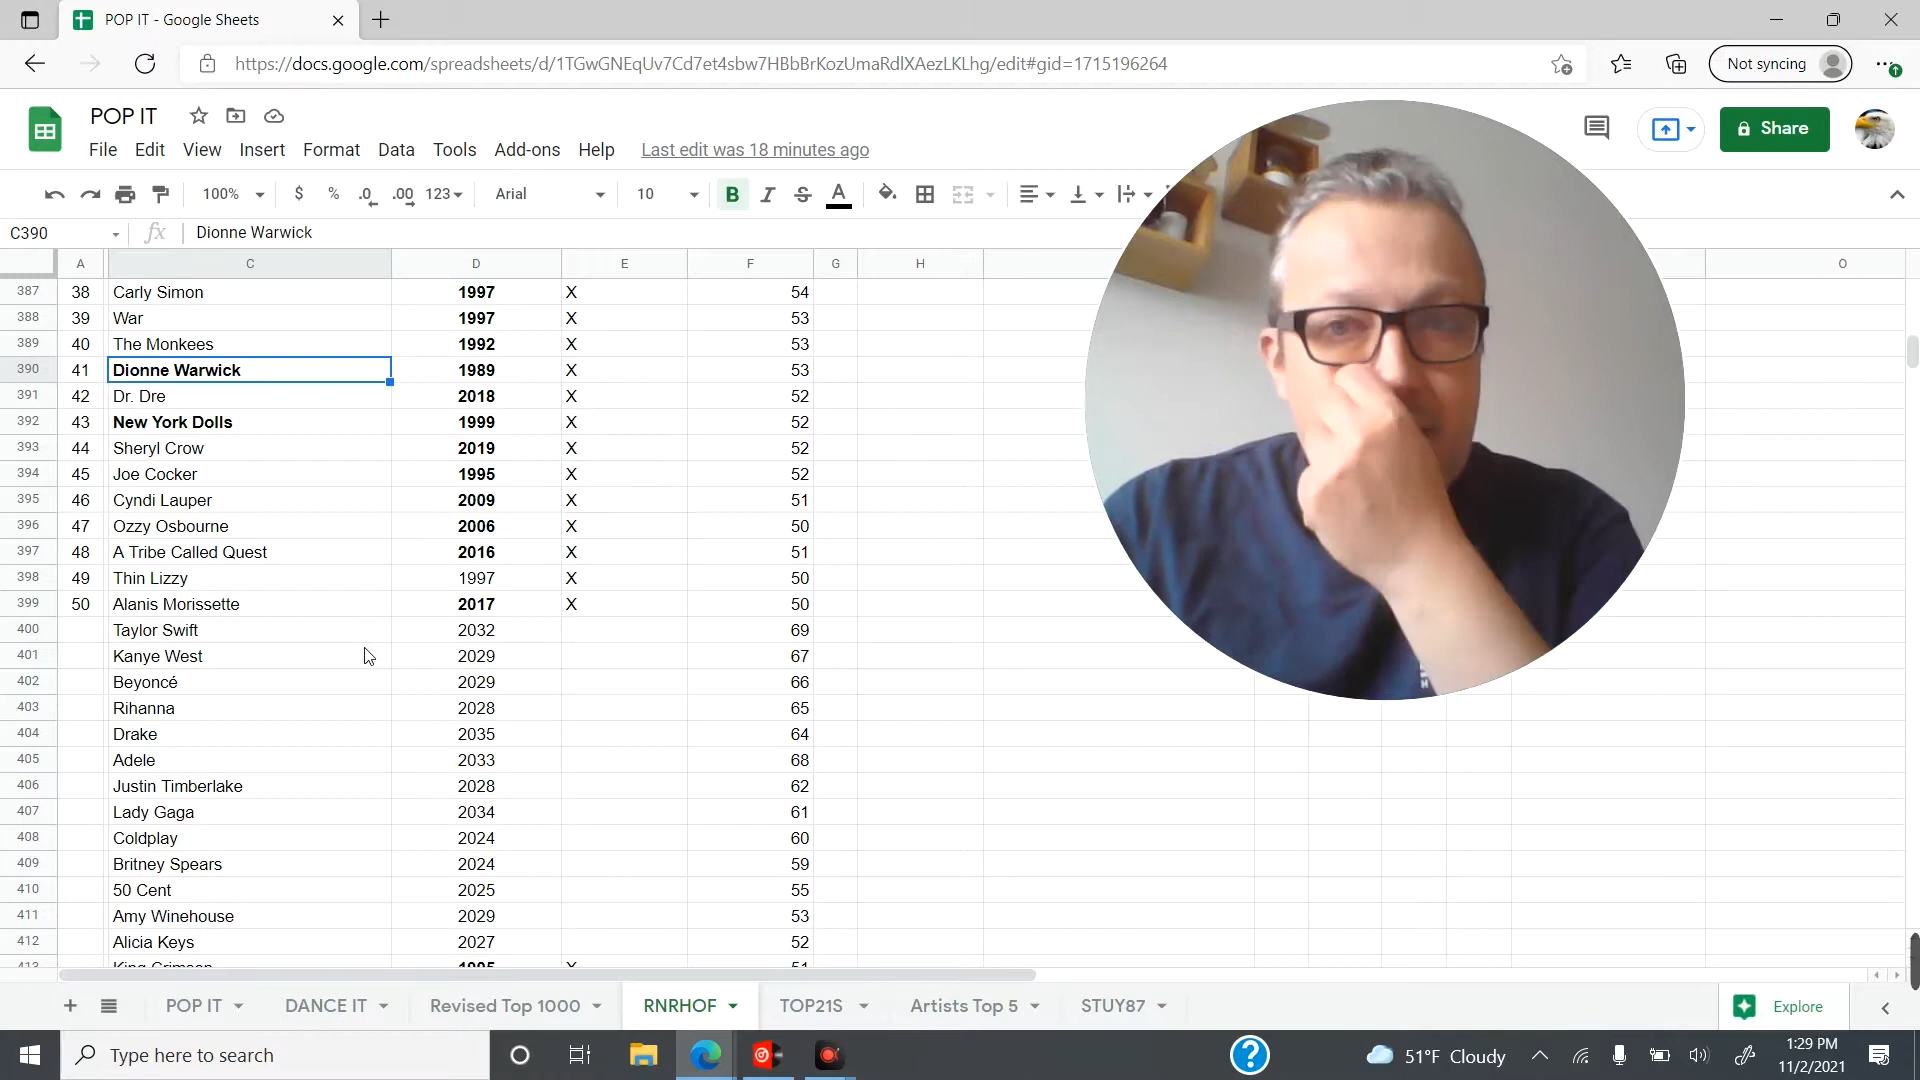 POP IT - Google Sheets
https://docs.google.com/spreadsheets/d/1TGwGNEqUv7Cd7et4sbw7HBbBrKozUmaRdlXAezLKLhg/edit#gid=1715196264
Not syncing
POP IT
Share
File Edit View Insert Format Data Tools Add-ons Help Last edit was 18 minutes ago
100% $ % .0 .00 123 Arial 10 B I S A
C390 fx Dionne Warwick
A C D E F G H O
387 38 Carly Simon 1997 X 54
388 39 War 1997 X 53
389 40 The Monkees 1992 X 53
390 41 Dionne Warwick 1989 X 53
391 42 Dr. Dre 2018 X 52
392 43 New York Dolls 1999 X 52
393 44 Sheryl Crow 2019 X 52
394 45 Joe Cocker 1995 X 52
395 46 Cyndi Lauper 2009 X 51
396 47 Ozzy Osbourne 2006 X 50
397 48 A Tribe Called Quest 2016 X 51
398 49 Thin Lizzy 1997 X 50
399 50 Alanis Morissette 2017 X 50
400 Taylor Swift 2032 69
401 Kanye West 2029 67
402 Beyoncé 2029 66
403 Rihanna 2028 65
404 Drake 2035 64
405 Adele 2033 68
406 Justin Timberlake 2028 62
407 Lady Gaga 2034 61
408 Coldplay 2024 60
409 Britney Spears 2024 59
410 50 Cent 2025 55
411 Amy Winehouse 2029 53
412 Alicia Keys 2027 52
413 King Crimson 1995 X 51
POP IT DANCE IT Revised Top 1000 RNRHOF TOP21S Artists Top 5 STUY87 Explore
Type here to search
51°F Cloudy
1:29 PM
11/2/2021